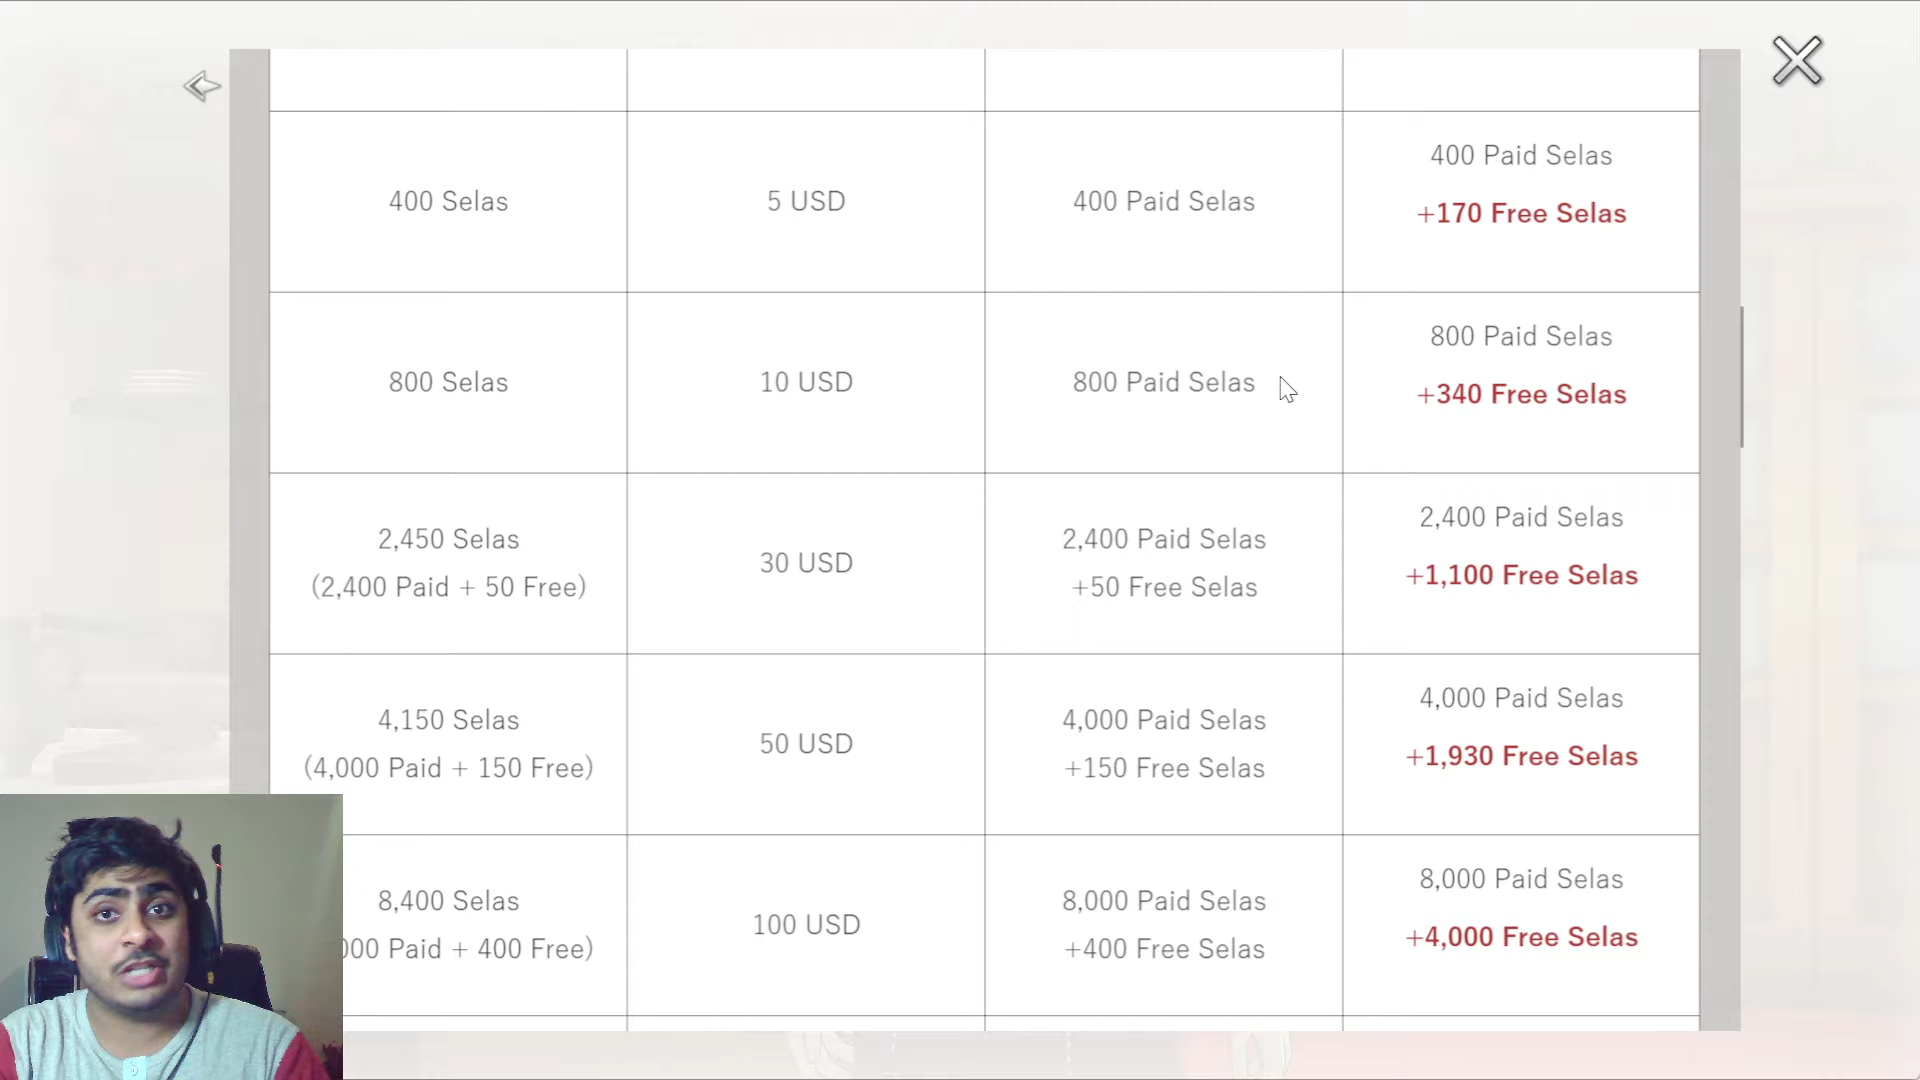 400 Selas
5 USD
400 Paid Selas
400 Paid Selas
+170 Free Selas
800 Selas
10 USD
800 Paid Selas
800 Paid Selas
+340 Free Selas
2,450 Selas
(2,400 Paid + 50 Free)
30 USD
2,400 Paid Selas
+50 Free Selas
2,400 Paid Selas
+1,100 Free Selas
4,150 Selas
(4,000 Paid + 150 Free)
50 USD
4,000 Paid Selas
+150 Free Selas
4,000 Paid Selas
+1,930 Free Selas
8,400 Selas
000 Paid + 400 Free)
100 USD
8,000 Paid Selas
+400 Free Selas
8,000 Paid Selas
+4,000 Free Selas